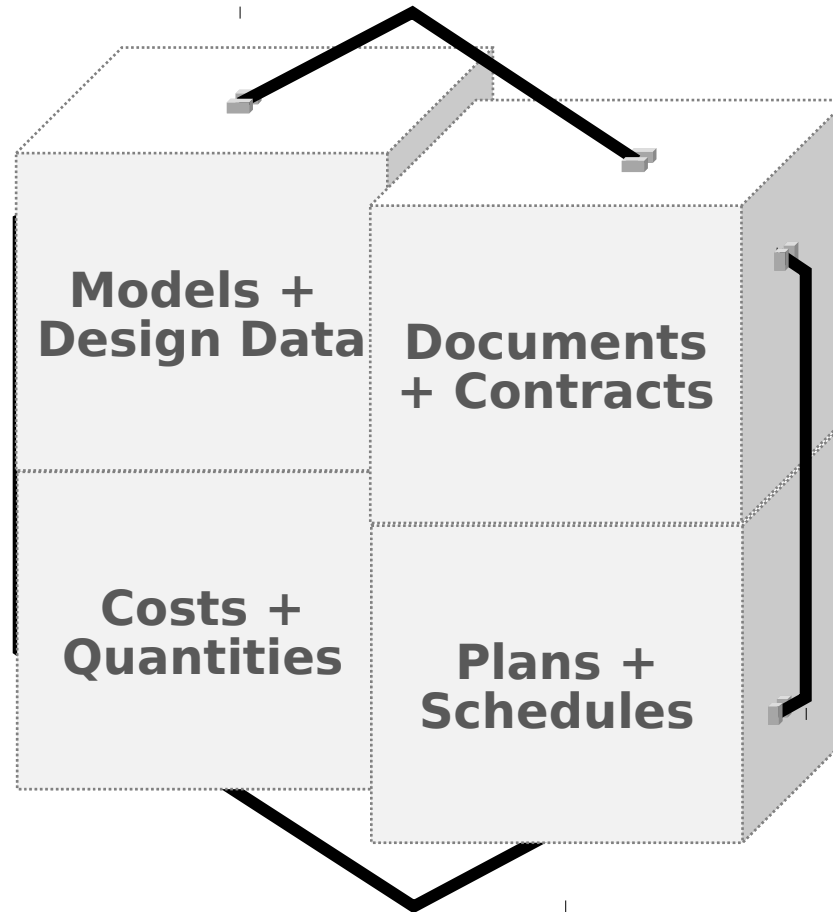 Models +
Design Data
Documents
+ Contracts
Costs +
Quantities
Plans +
Schedules